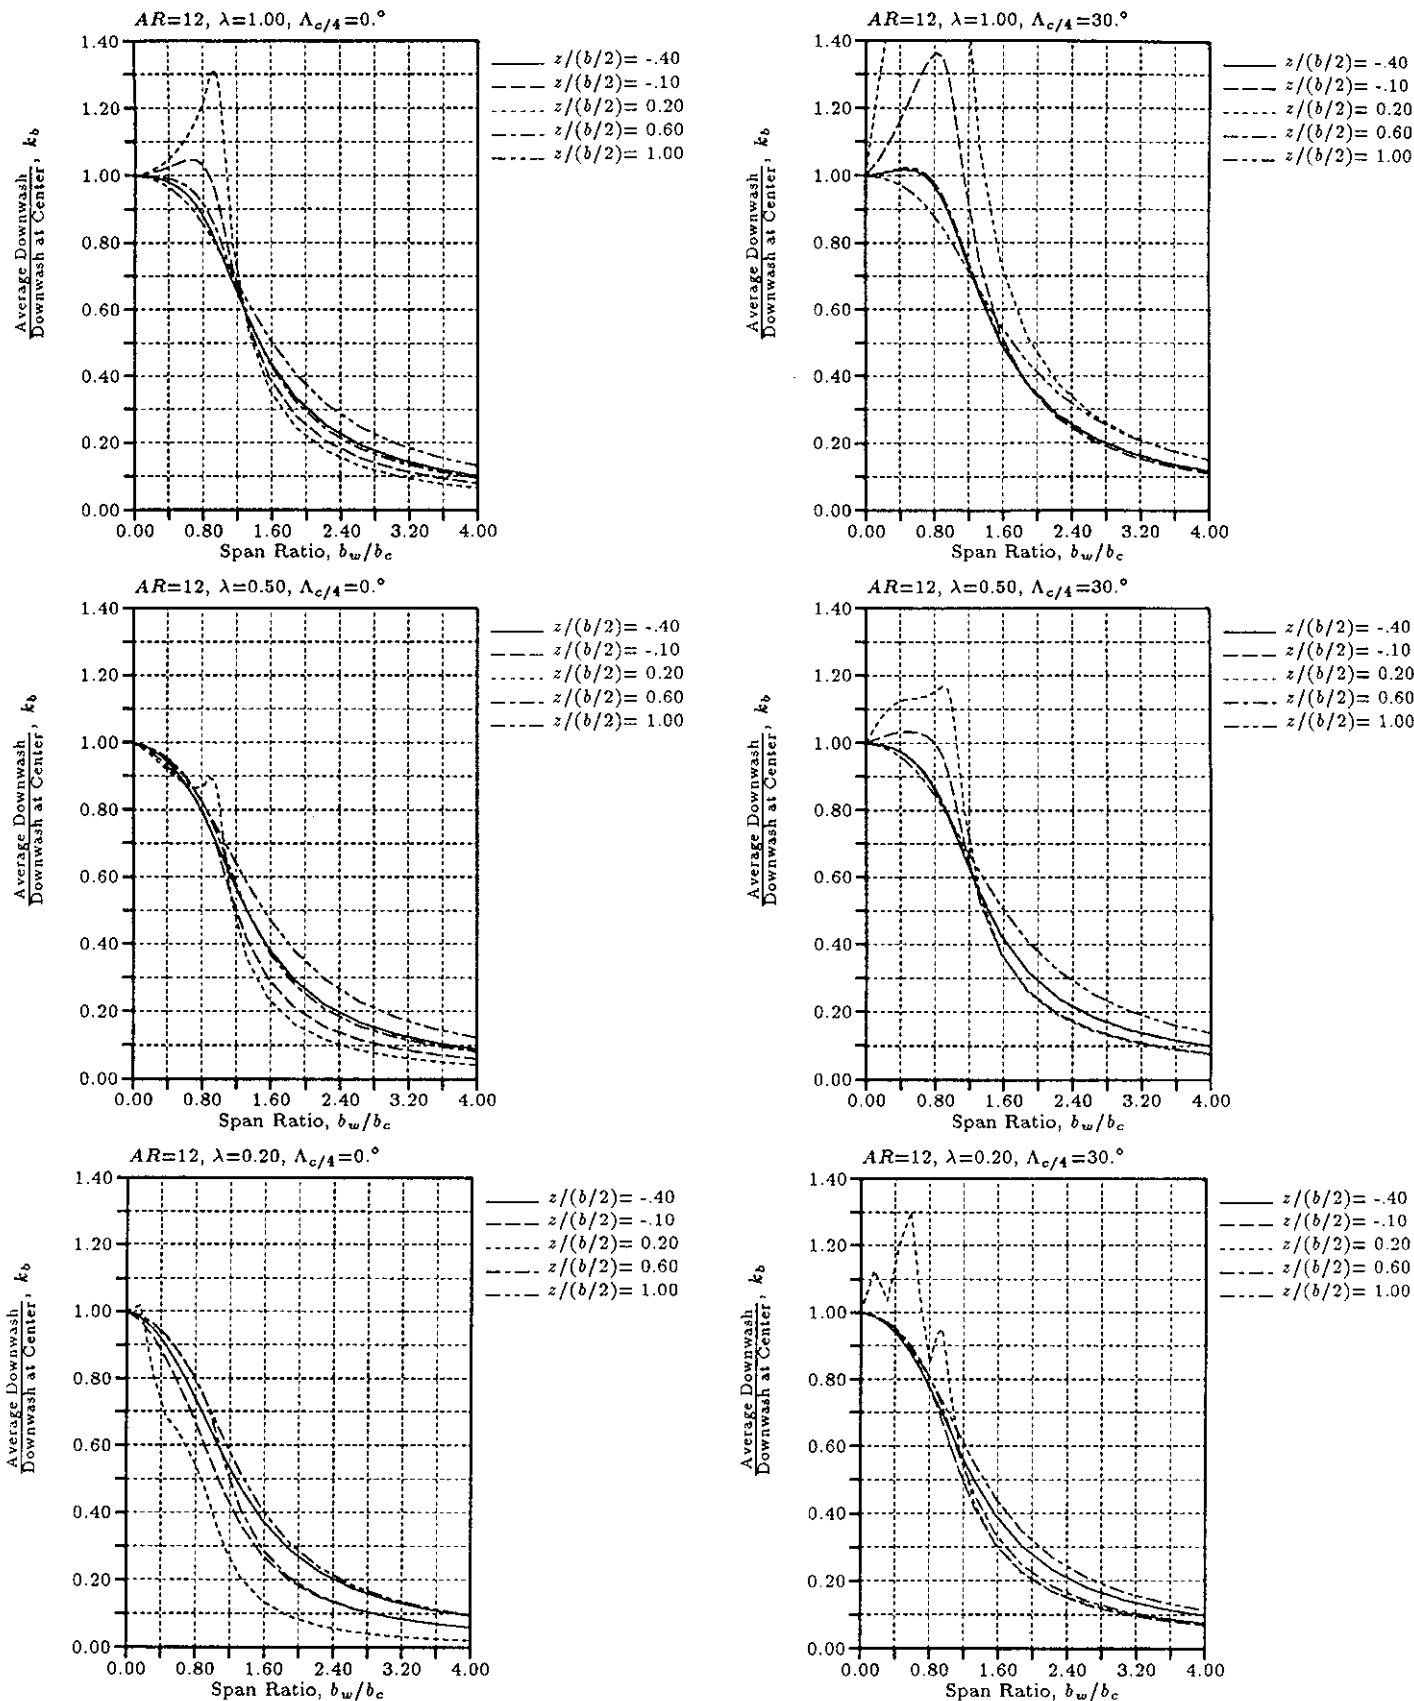 AR=12, λ=1.00, Λc/4=0.°
1.40
1.20
1.00
0.80
0.60
0.40
0.20
0.00
Average Downwash
Downwash at Center, kb
0.00 0.80 1.60 2.40 3.20 4.00
Span Ratio, bw/bc
z/(b/2)= -.40
z/(b/2)= -.10
z/(b/2)= 0.20
z/(b/2)= 0.60
z/(b/2)= 1.00
AR=12, λ=1.00, Λc/4=30.°
1.40
1.20
1.00
0.80
0.60
0.40
0.20
0.00
Average Downwash
Downwash at Center, kb
0.00 0.80 1.60 2.40 3.20 4.00
Span Ratio, bw/bc
z/(b/2)= -.40
z/(b/2)= -.10
z/(b/2)= 0.20
z/(b/2)= 0.60
z/(b/2)= 1.00
AR=12, λ=0.50, Λc/4=0.°
1.40
1.20
1.00
0.80
0.60
0.40
0.20
0.00
Average Downwash
Downwash at Center, kb
0.00 0.80 1.60 2.40 3.20 4.00
Span Ratio, bw/bc
z/(b/2)= -.40
z/(b/2)= -.10
z/(b/2)= 0.20
z/(b/2)= 0.60
z/(b/2)= 1.00
AR=12, λ=0.50, Λc/4=30.°
1.40
1.20
1.00
0.80
0.60
0.40
0.20
0.00
Average Downwash
Downwash at Center, kb
0.00 0.80 1.60 2.40 3.20 4.00
Span Ratio, bw/bc
z/(b/2)= -.40
z/(b/2)= -.10
z/(b/2)= 0.20
z/(b/2)= 0.60
z/(b/2)= 1.00
AR=12, λ=0.20, Λc/4=0.°
1.40
1.20
1.00
0.80
0.60
0.40
0.20
0.00
Average Downwash
Downwash at Center, kb
0.00 0.80 1.60 2.40 3.20 4.00
Span Ratio, bw/bc
z/(b/2)= -.40
z/(b/2)= -.10
z/(b/2)= 0.20
z/(b/2)= 0.60
z/(b/2)= 1.00
AR=12, λ=0.20, Λc/4=30.°
1.40
1.20
1.00
0.80
0.60
0.40
0.20
0.00
Average Downwash
Downwash at Center, kb
0.00 0.80 1.60 2.40 3.20 4.00
Span Ratio, bw/bc
z/(b/2)= -.40
z/(b/2)= -.10
z/(b/2)= 0.20
z/(b/2)= 0.60
z/(b/2)= 1.00